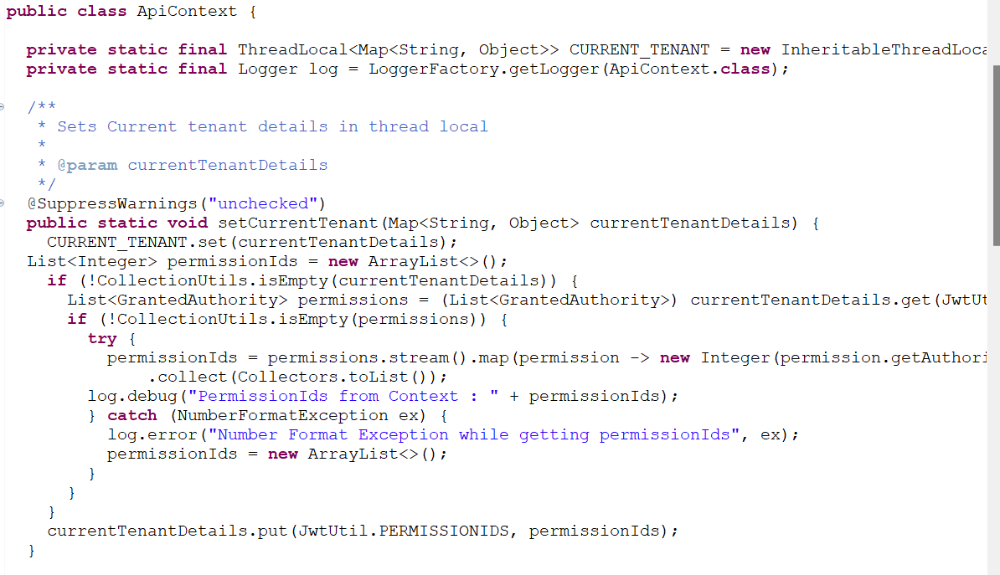 public class ApiContext {
private static final ThreadLocal<Map<String, Object>> CURRENT_TENANT = new InheritableThreadLoca
private static final Logger log = LoggerFactory.getLogger(ApiContext.class);
/**
* Sets Current tenant details in thread local
*
* @param currentTenantDetails
*/
@SuppressWarnings("unchecked")
public static void setCurrentTenant(Map<String, Object> currentTenantDetails) {
CURRENT_TENANT.set(currentTenantDetails);
List<Integer> permissionIds = new ArrayList<>();
if (!CollectionUtils.isEmpty(currentTenantDetails)) {
List<GrantedAuthority> permissions = (List<GrantedAuthority>) currentTenantDetails.get(JwtUt
if (!CollectionUtils.isEmpty(permissions)) {
try {
permissionIds = permissions.stream().map(permission -> new Integer(permission.getAuthori
.collect(Collectors.toList());
log.debug("PermissionIds from Context : " + permissionIds);
} catch (NumberFormatException ex) {
log.error("Number Format Exception while getting permissionIds", ex);
permissionIds = new ArrayList<>();
}
}
}
currentTenantDetails.put(JwtUtil.PERMISSIONIDS, permissionIds);
}